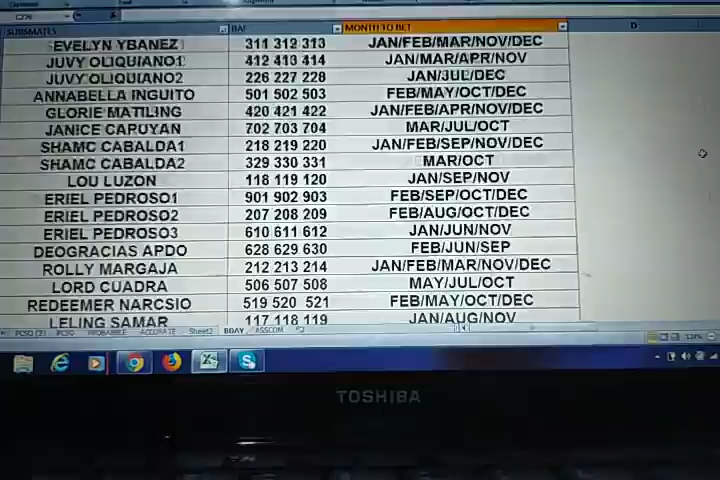 SUBSMATES MONTH TO BET D
EVELYN YBANEZ 311 312 313 JAN/FEB/MAR/NOV/DEC
JUVY OLIQUIANO1 412 413 414 JAN/MAR/APR/NOV
JUVY OLIQUIANO2 226 227 228 JAN/JUL/DEC
ANNABELLA INGUITO 501 502 503 FEB/MAY/OCT/DEC
GLORIE MATILING 420 421 422 JAN/FEB/APR/NOV/DEC
JANICE CAPUYAN 702 703 704 MAR/JUL/OCT
SHAMC CABALDA1 218 219 220 JAN/FEB/SEP/NOV/DEC
SHAMC CABALDA2 329 330 331 MAR/OCT
LOU LUZON 118 119 120 JAN/SEP/NOV
ERIEL PEDROSO1 901 902 903 FEB/SEP/OCT/DEC
ERIEL PEDROSO2 207 208 209 FEB/AUG/OCT/DEC
ERIEL PEDROSO3 610 611 612 JAN/JUN/NOV
DEOGRACIAS APDO 628 629 630 FEB/JUN/SEP
ROLLY MARGAJA 212 213 214 JAN/FEB/MAR/NOV/DEC
LORD CUADRA 506 507 508 MAY/JUL/OCT
REDEEMER NARCSIO 519 520 521 FEB/MAY/OCT/DEC
LELING SAMAR 117 118 119 JAN/AUG/NOV
PCSO (2) PCSO PROBABLES ACCURATE Sheet2 BDAY ASSCOM
TOSHIBA